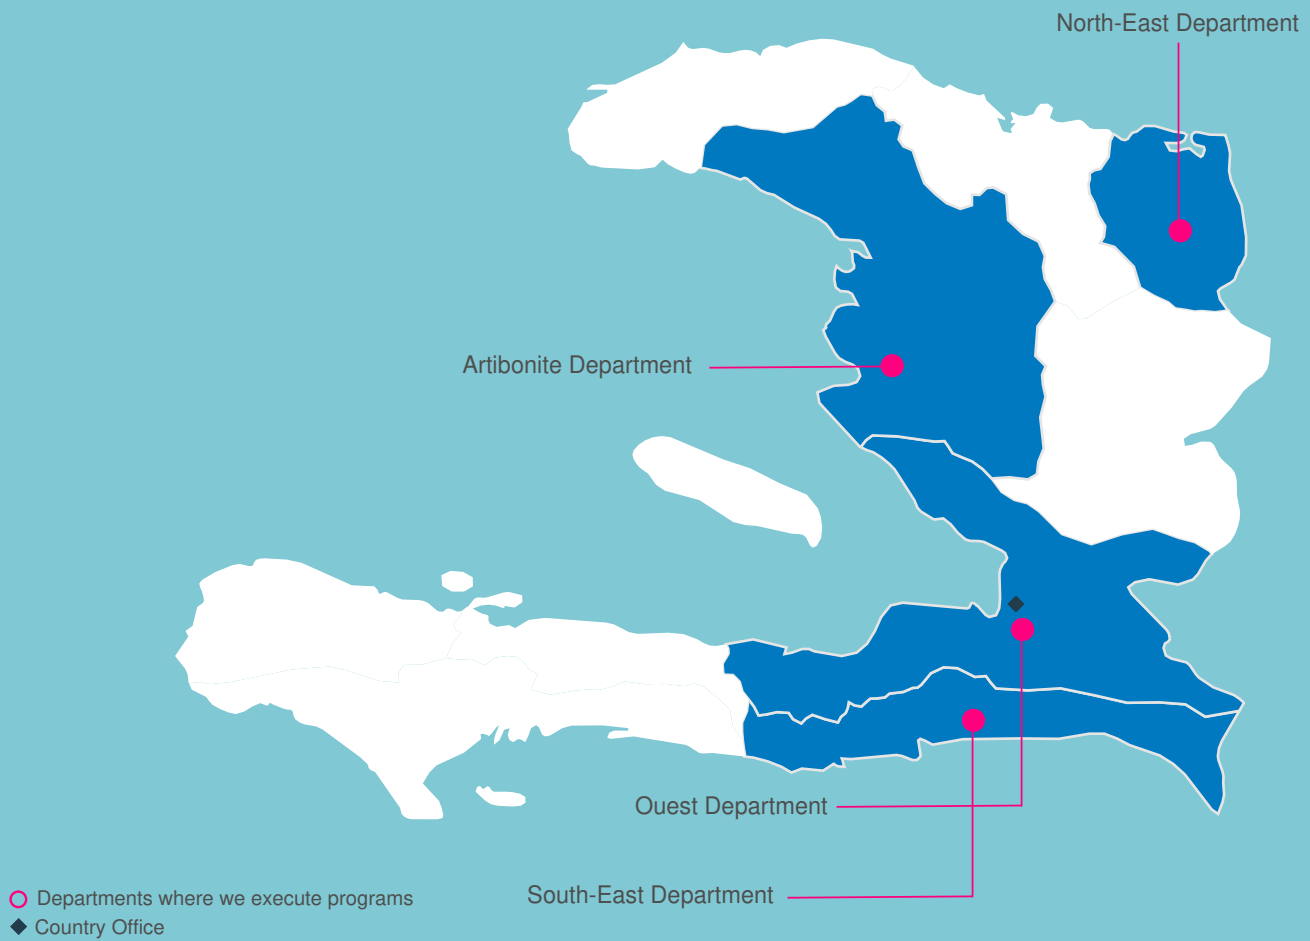 North-East Department
Artibonite Department
Ouest Department
South-East Department
Departments where we execute programs
Country Office